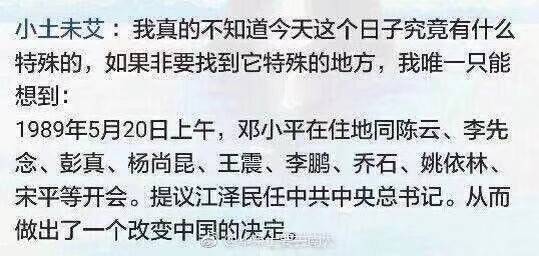 小土未艾：我真的不知道今天这个日子究竟有什么
特殊的，如果非要找到它特殊的地方，我唯一只能
想到：
1989年5月20日上午，邓小平在住地同陈云、李先
念、彭真、杨尚昆、王震、李鹏、乔石、姚依林、
宋平等开会。提议江泽民任中共中央总书记。从而
做出了一个改变中国的决定。